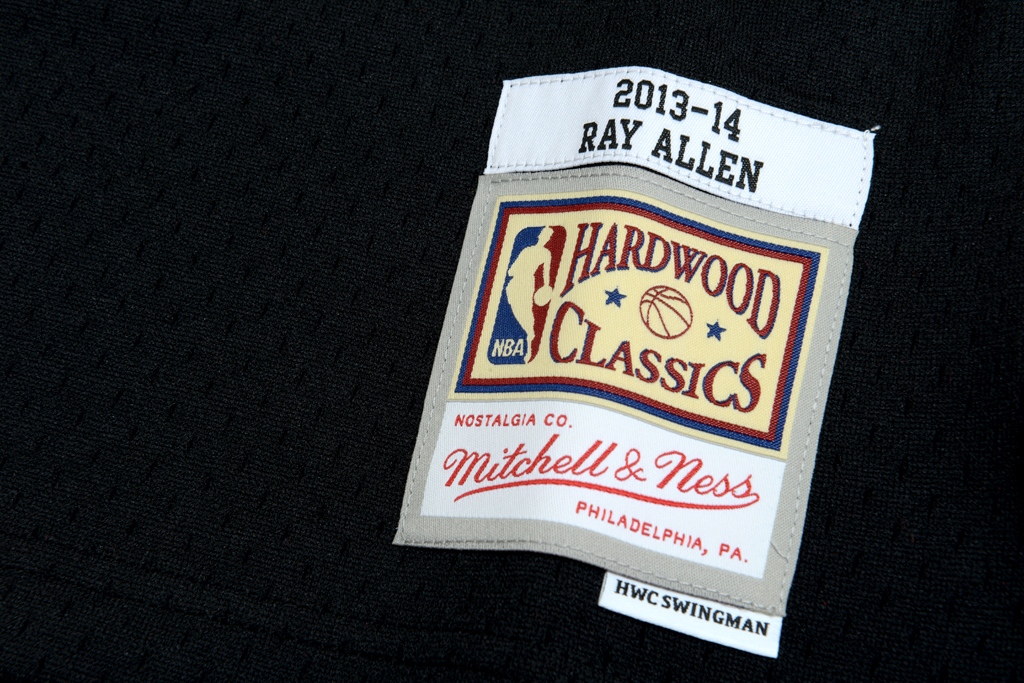 2013-14
RAY ALLEN
HARDWOOD
CLASSICS
NBA
NOSTALGIA CO.
Mitchell & Ness
PHILADELPHIA, PA.
HWC SWINGMAN